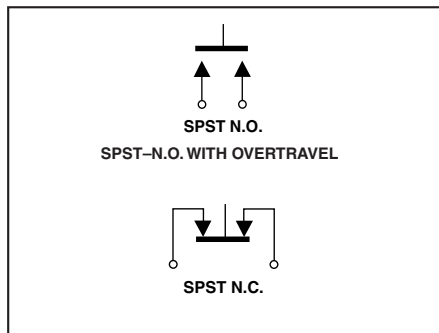 SPST N.O.
SPST–N.O. WITH OVERTRAVEL
SPST N.C.